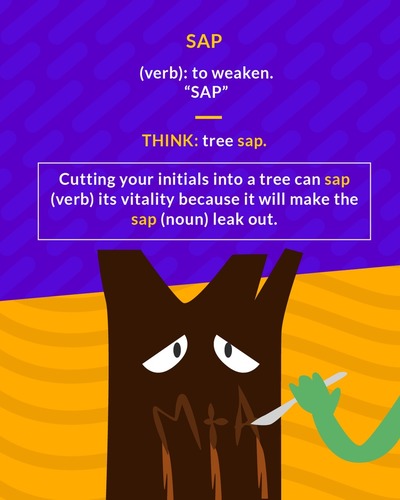 SAP
(verb): to weaken.
“SAP”
THINK: tree sap.
Cutting your initials into a tree can sap
(verb) its vitality because it will make the
sap (noun) leak out.
M + A